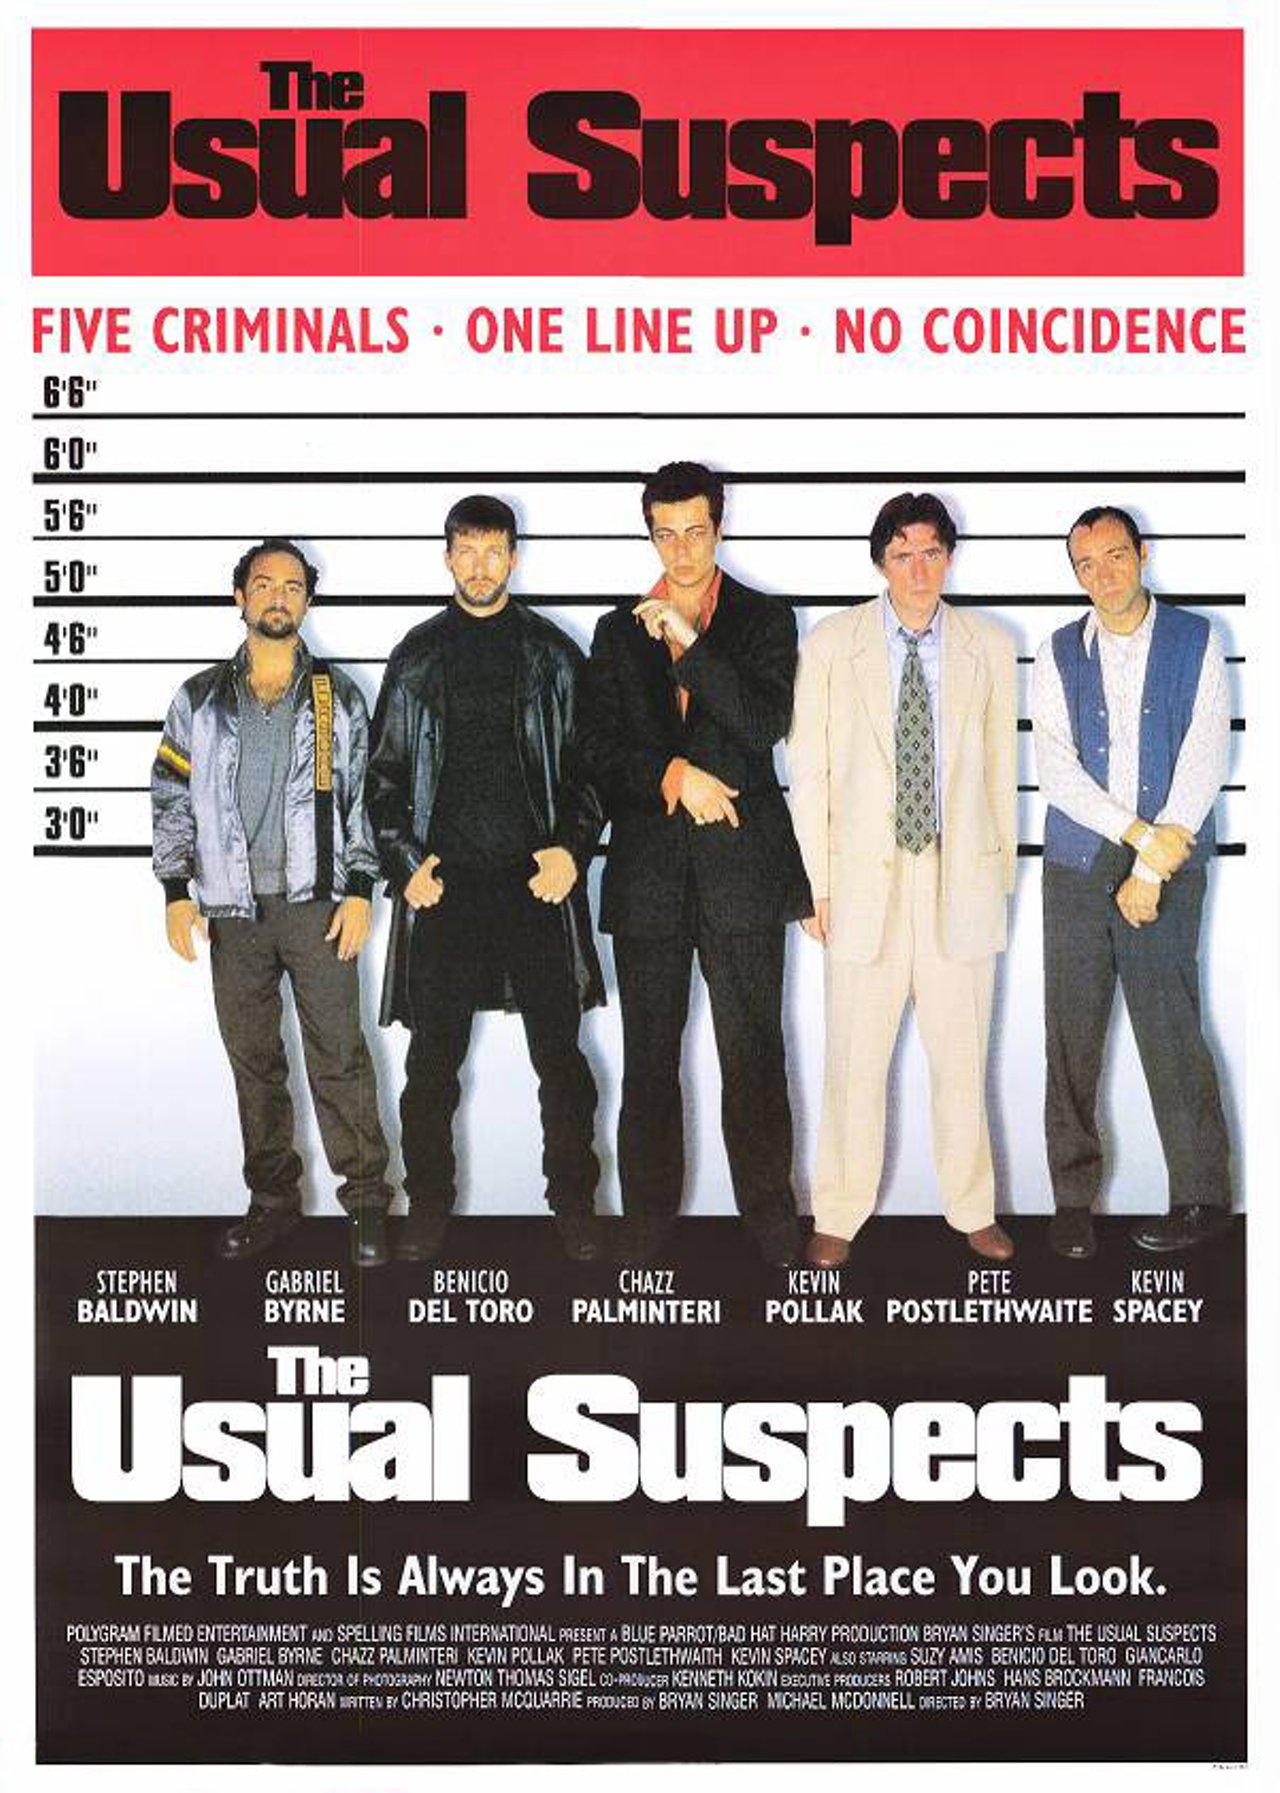 The
Usual Suspects
FIVE CRIMINALS · ONE LINE UP · NO COINCIDENCE
6'6"
6'0"
5'6"
5'0"
4'6"
4'0"
3'6"
3'0"
STEPHEN BALDWIN
GABRIEL BYRNE
BENICIO DEL TORO
CHAZZ PALMINTERI
KEVIN POLLAK
PETE POSTLETHWAITE
KEVIN SPACEY
The
Usual Suspects
The Truth Is Always In The Last Place You Look.
POLYGRAM FILMED ENTERTAINMENT AND SPELLING FILMS INTERNATIONAL PRESENT A BLUE PARROT/BAD HAT HARRY PRODUCTION BRYAN SINGER'S FILM THE USUAL SUSPECTS
STEPHEN BALDWIN GABRIEL BYRNE CHAZZ PALMINTERI KEVIN POLLAK PETE POSTLETHWAITH KEVIN SPACEY ALSO STARRING SUZY AMIS BENICIO DEL TORO GIANCARLO
ESPOSITO MUSIC BY JOHN OTTMAN DIRECTOR OF PHOTOGRAPHY NEWTON THOMAS SIGEL CO-PRODUCER KENNETH KOKIN EXECUTIVE PRODUCERS ROBERT JOHNS HANS BROCKMANN FRANCOIS
DUPLAT ART HORAN WRITTEN BY CHRISTOPHER MCQUARRIE PRODUCED BY BRYAN SINGER MICHAEL MCDONNELL DIRECTED BY BRYAN SINGER